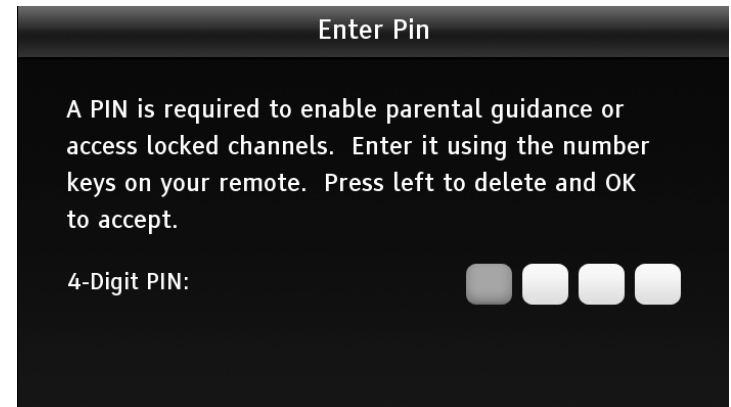 Enter Pin
A PIN is required to enable parental guidance or
access locked channels.  Enter it using the number
keys on your remote.  Press left to delete and OK
to accept.
4-Digit PIN: